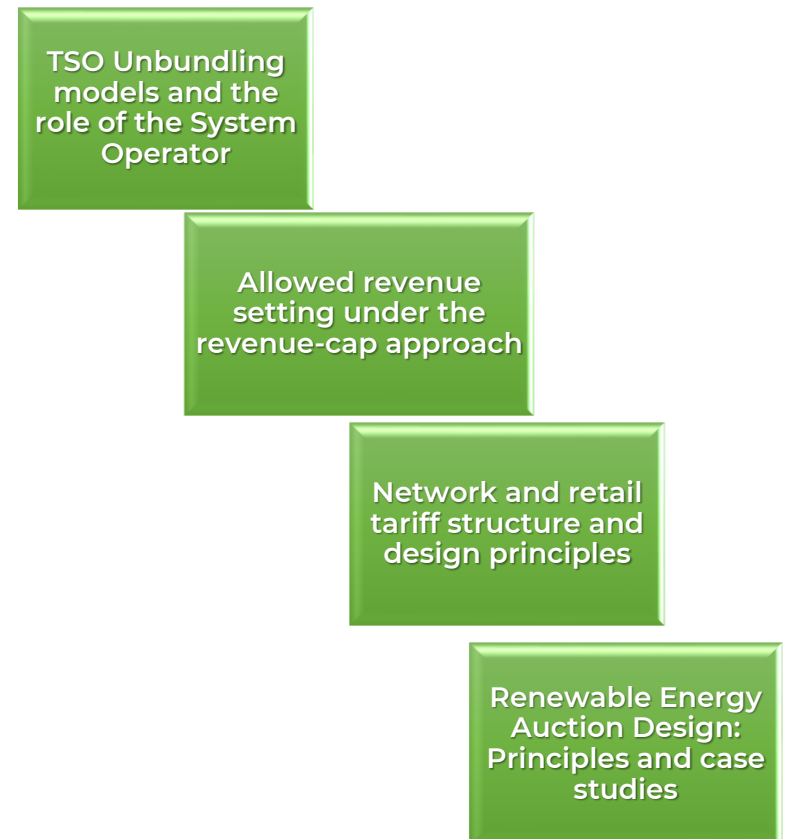 TSO Unbundling
models and the
role of the System
Operator
Allowed revenue
setting under the
revenue-cap approach
Network and retail
tariff structure and
design principles
Renewable Energy
Auction Design:
Principles and case
studies